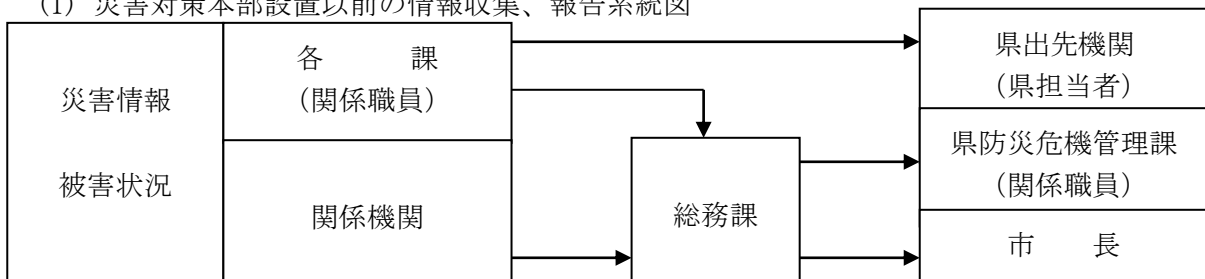 (1) 災害対策本部設置以前の情報収集、報告系統図
災害情報
被害状況
各　　課
（関係職員）
関係機関
総務課
県出先機関
（県担当者）
県防災危機管理課
（関係職員）
市　　長